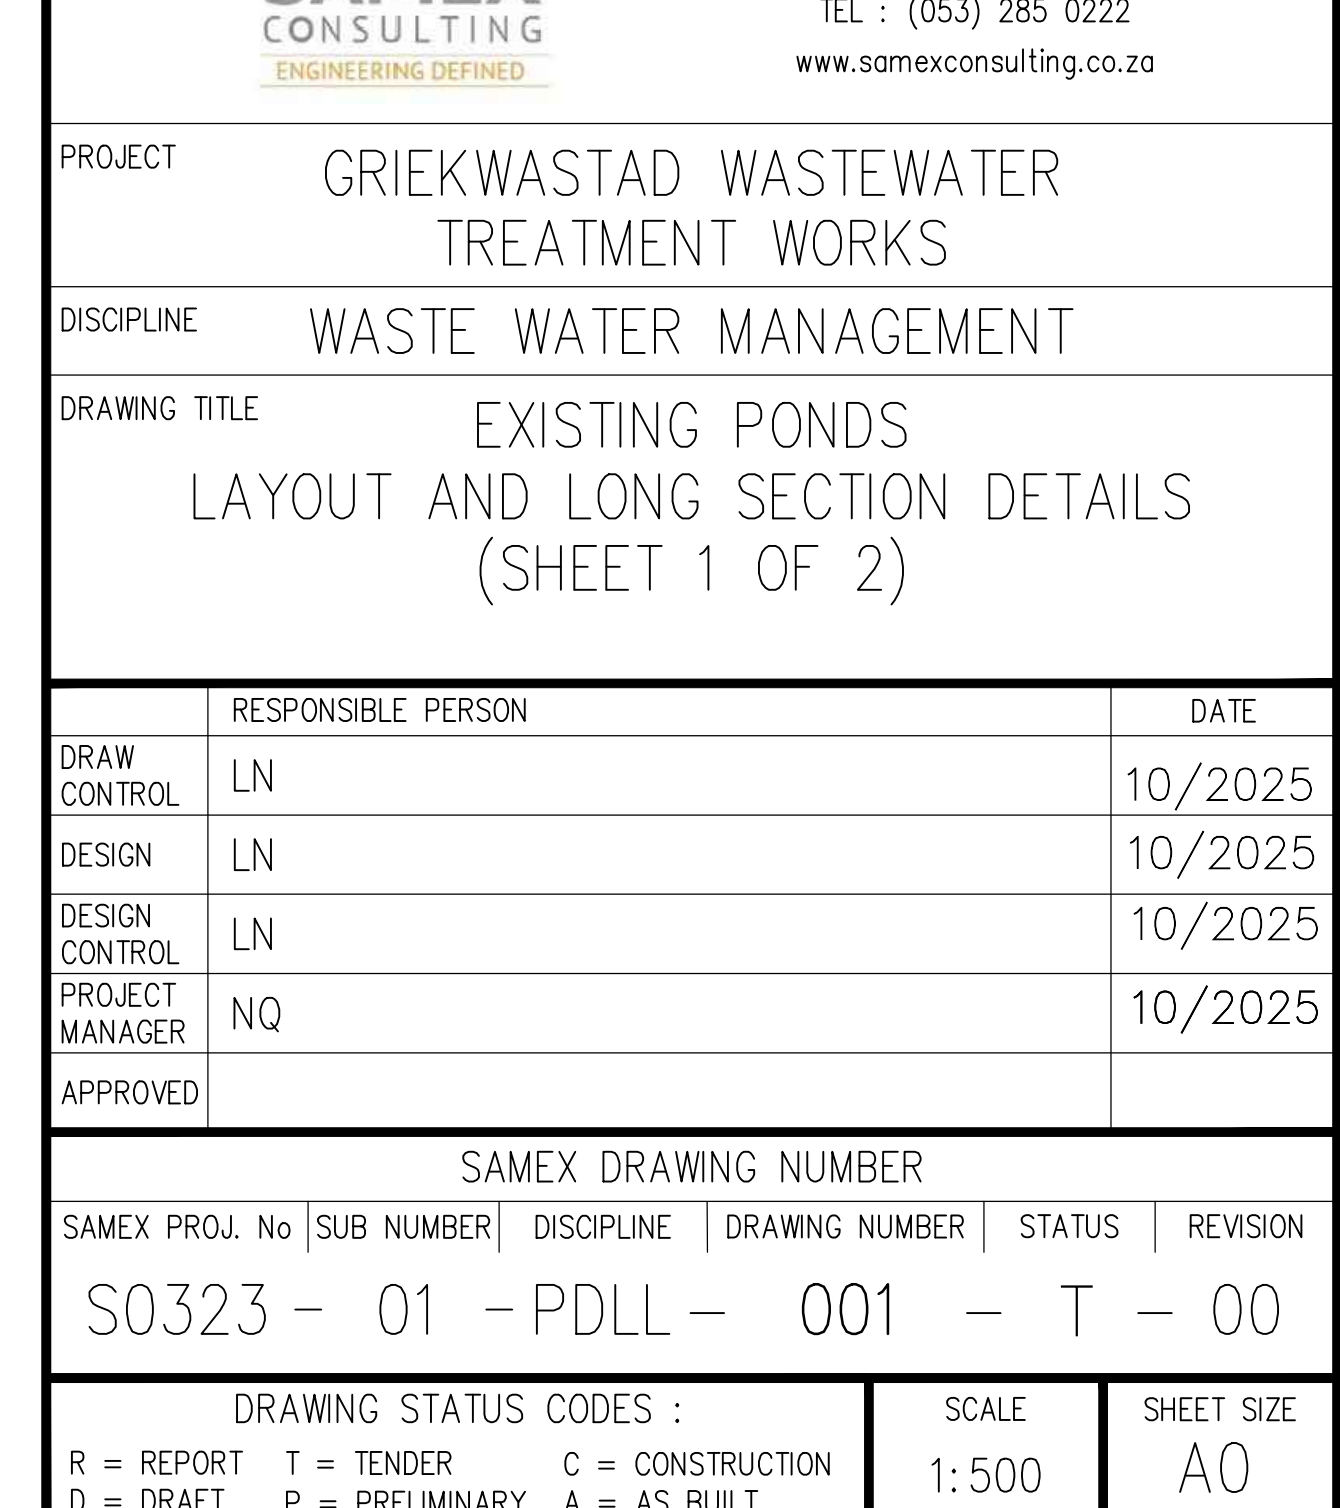 CONSULTING
ENGINEERING DEFINED
TEL : (053) 285 0222
www.samexconsulting.co.za
PROJECT
GRIEKWASTAD WASTEWATER
TREATMENT WORKS
DISCIPLINE
WASTE WATER MANAGEMENT
DRAWING TITLE
EXISTING PONDS
LAYOUT AND LONG SECTION DETAILS
(SHEET 1 OF 2)
RESPONSIBLE PERSON DATE
DRAW
CONTROL
LN 10/2025
DESIGN LN 10/2025
DESIGN
CONTROL
LN 10/2025
PROJECT
MANAGER
NQ 10/2025
APPROVED
SAMEX DRAWING NUMBER
SAMEX PROJ. No SUB NUMBER DISCIPLINE DRAWING NUMBER STATUS REVISION
S0323 - 01 - PDLL - 001 - T - 00
DRAWING STATUS CODES :
R = REPORT T = TENDER C = CONSTRUCTION
D = DRAFT P = PRELIMINARY A = AS BUILT
SCALE
1:500
SHEET SIZE
A0